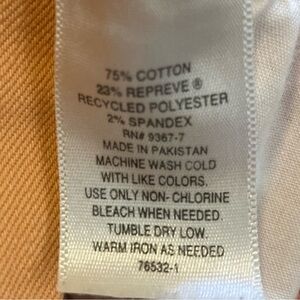 75% COTTON
23% REPREVE®
RECYCLED POLYESTER
2% SPANDEX
RN# 9367-7
MADE IN PAKISTAN
MACHINE WASH COLD
WITH LIKE COLORS.
USE ONLY NON- CHLORINE
BLEACH WHEN NEEDED.
TUMBLE DRY LOW.
WARM IRON AS NEEDED
76532-1